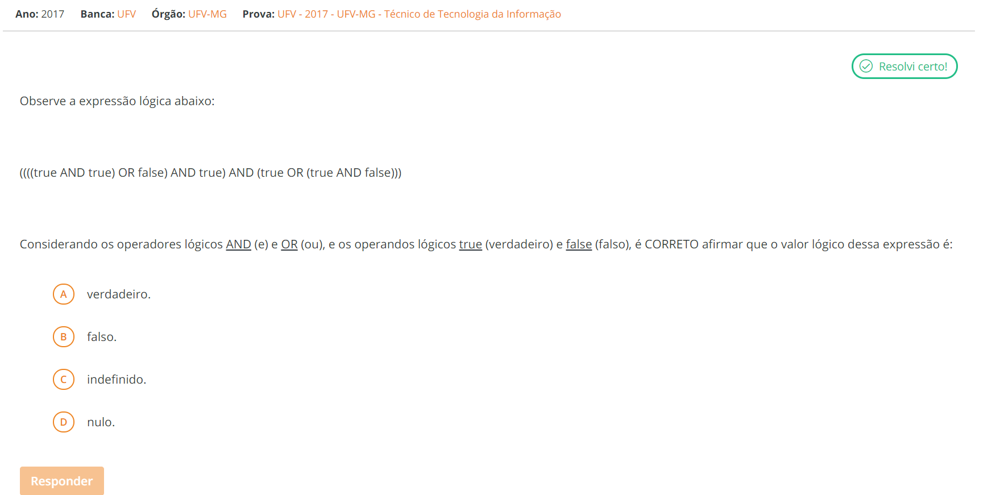 Ano: 2017 Banca: UFV Órgão: UFV-MG Prova: UFV - 2017 - UFV-MG - Técnico de Tecnologia da Informação
Resolvi certo!
Observe a expressão lógica abaixo:
((((true AND true) OR false) AND true) AND (true OR (true AND false)))
Considerando os operadores lógicos AND (e) e OR (ou), e os operandos lógicos true (verdadeiro) e false (falso), é CORRETO afirmar que o valor lógico dessa expressão é:
A verdadeiro.
B falso.
C indefinido.
D nulo.
Responder